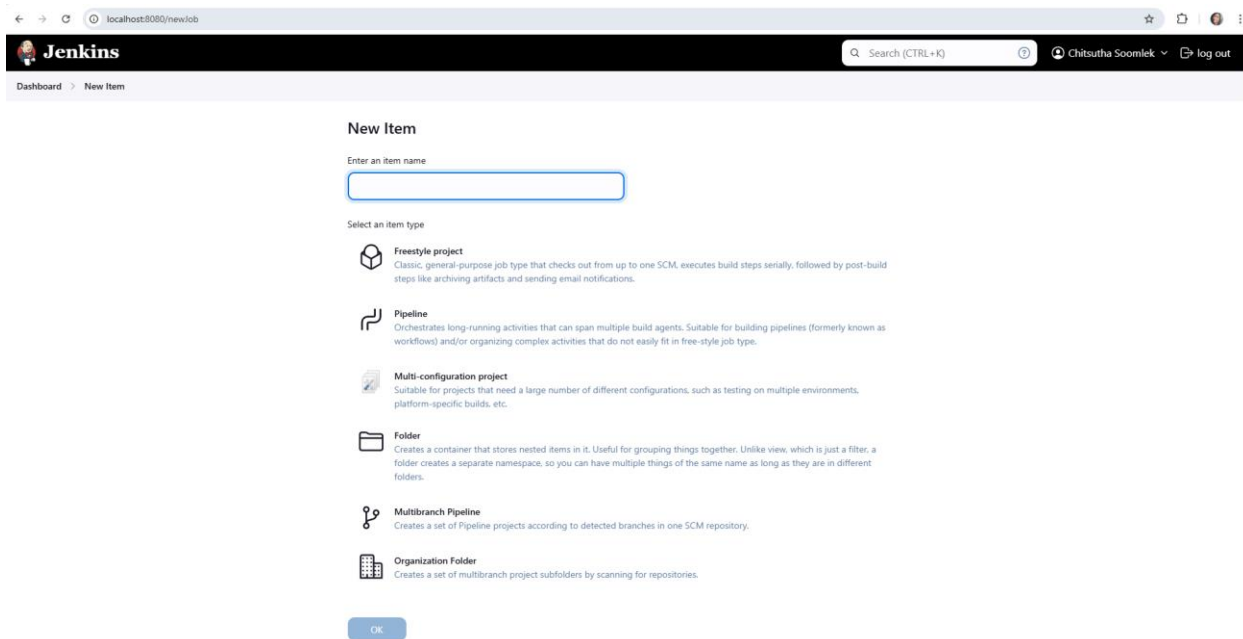 localhost:8080/newJob
Jenkins
Search (CTRL+K)
Chitsutha Soomlek
log out
Dashboard > New Item
New Item
Enter an item name
Select an item type
Freestyle project
Classic, general-purpose job type that checks out from up to one SCM, executes build steps serially, followed by post-build
steps like archiving artifacts and sending email notifications.
Pipeline
Orchestrates long-running activities that can span multiple build agents. Suitable for building pipelines (formerly known as
workflows) and/or organizing complex activities that do not easily fit in free-style job type.
Multi-configuration project
Suitable for projects that need a large number of different configurations, such as testing on multiple environments,
platform-specific builds, etc.
Folder
Creates a container that stores nested items in it. Useful for grouping things together. Unlike view, which is just a filter, a
folder creates a separate namespace, so you can have multiple things of the same name as long as they are in different
folders.
Multibranch Pipeline
Creates a set of Pipeline projects according to detected branches in one SCM repository.
Organization Folder
Creates a set of multibranch project subfolders by scanning for repositories.
OK